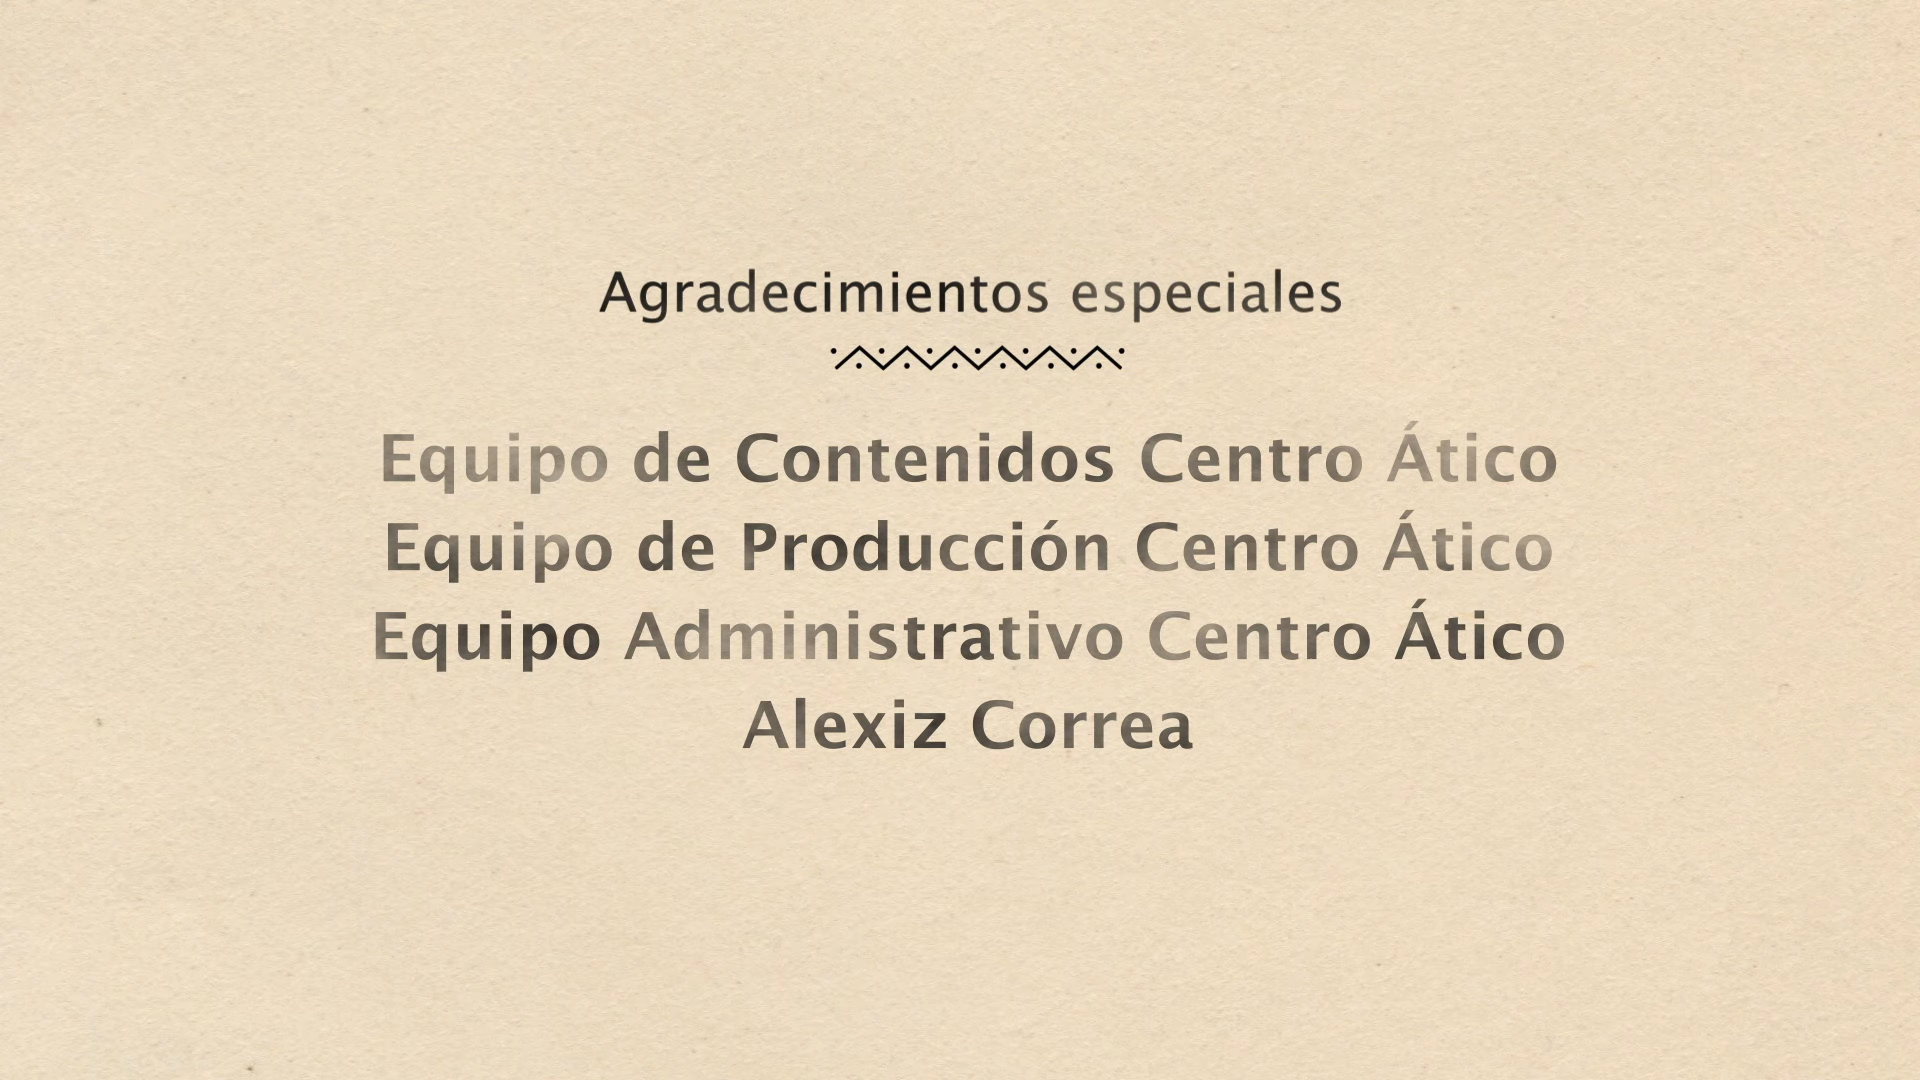 Agradecimientos especiales
Equipo de Contenidos Centro Ático
Equipo de Producción Centro Ático
Equipo Administrativo Centro Ático
Alexiz Correa